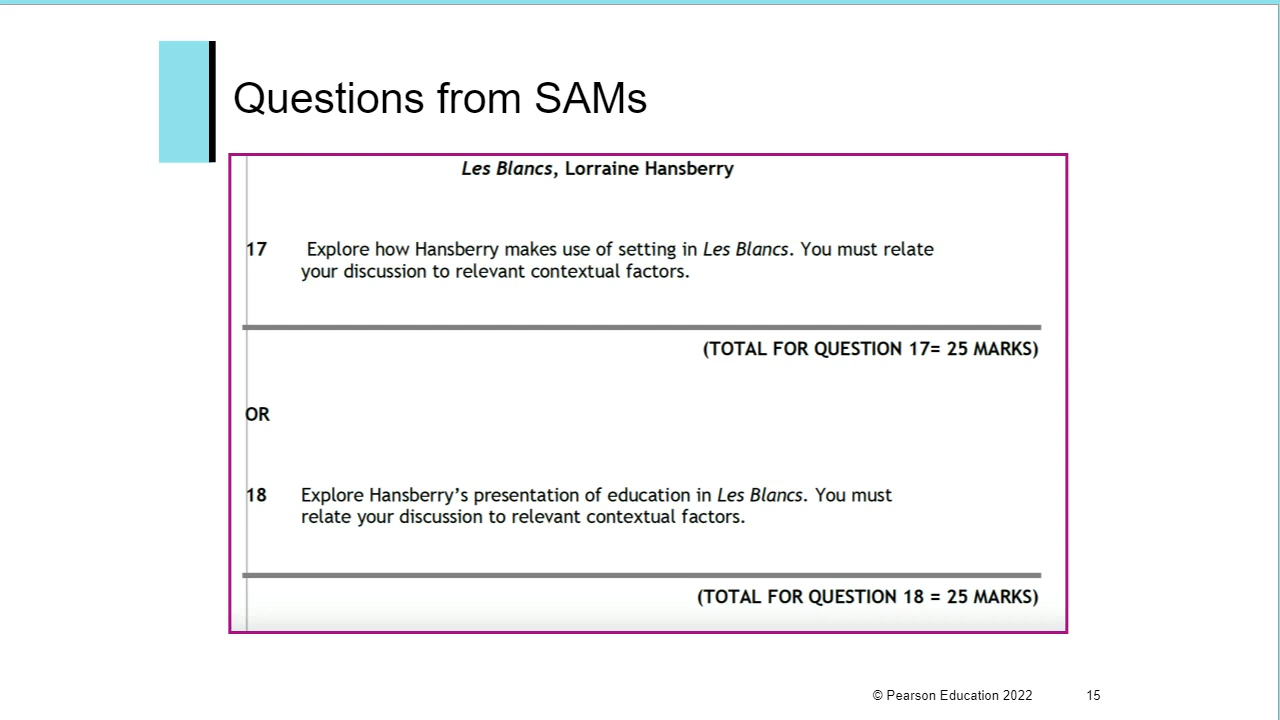 Questions from SAMs
Les Blancs, Lorraine Hansberry
17 Explore how Hansberry makes use of setting in Les Blancs. You must relate
your discussion to relevant contextual factors.
(TOTAL FOR QUESTION 17= 25 MARKS)
OR
18 Explore Hansberry’s presentation of education in Les Blancs. You must
relate your discussion to relevant contextual factors.
(TOTAL FOR QUESTION 18 = 25 MARKS)
© Pearson Education 2022 15